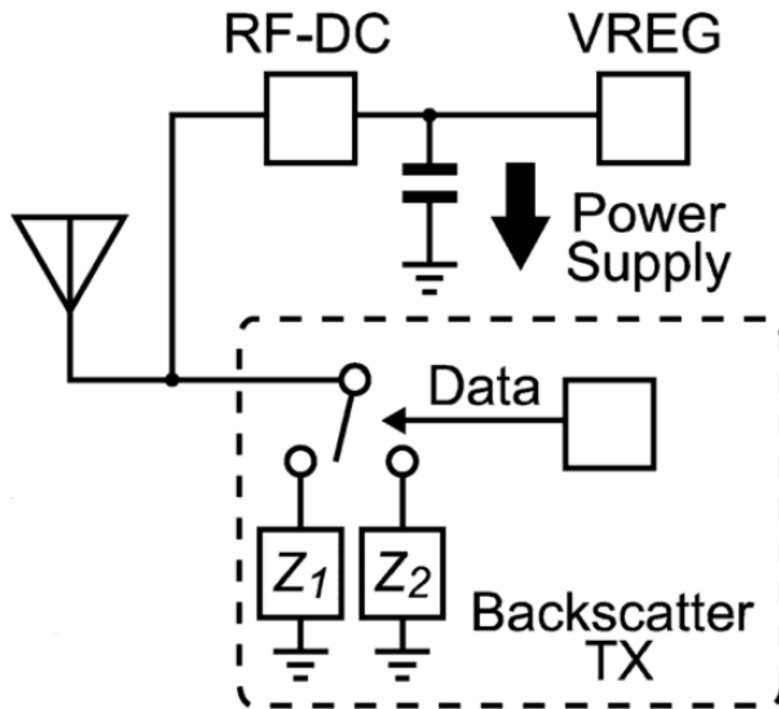 RF-DC
VREG
Power
Supply
Data
Z1
Z2
Backscatter
TX